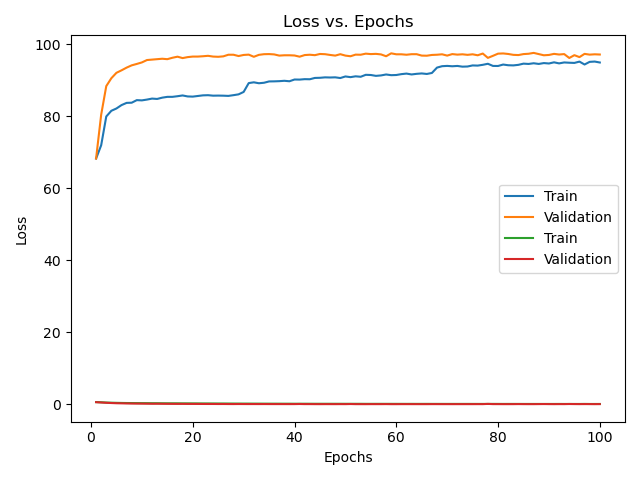 Loss vs. Epochs
100
80
60
40
20
0
Loss
Train
Validation
Train
Validation
0 20 40 60 80 100
Epochs